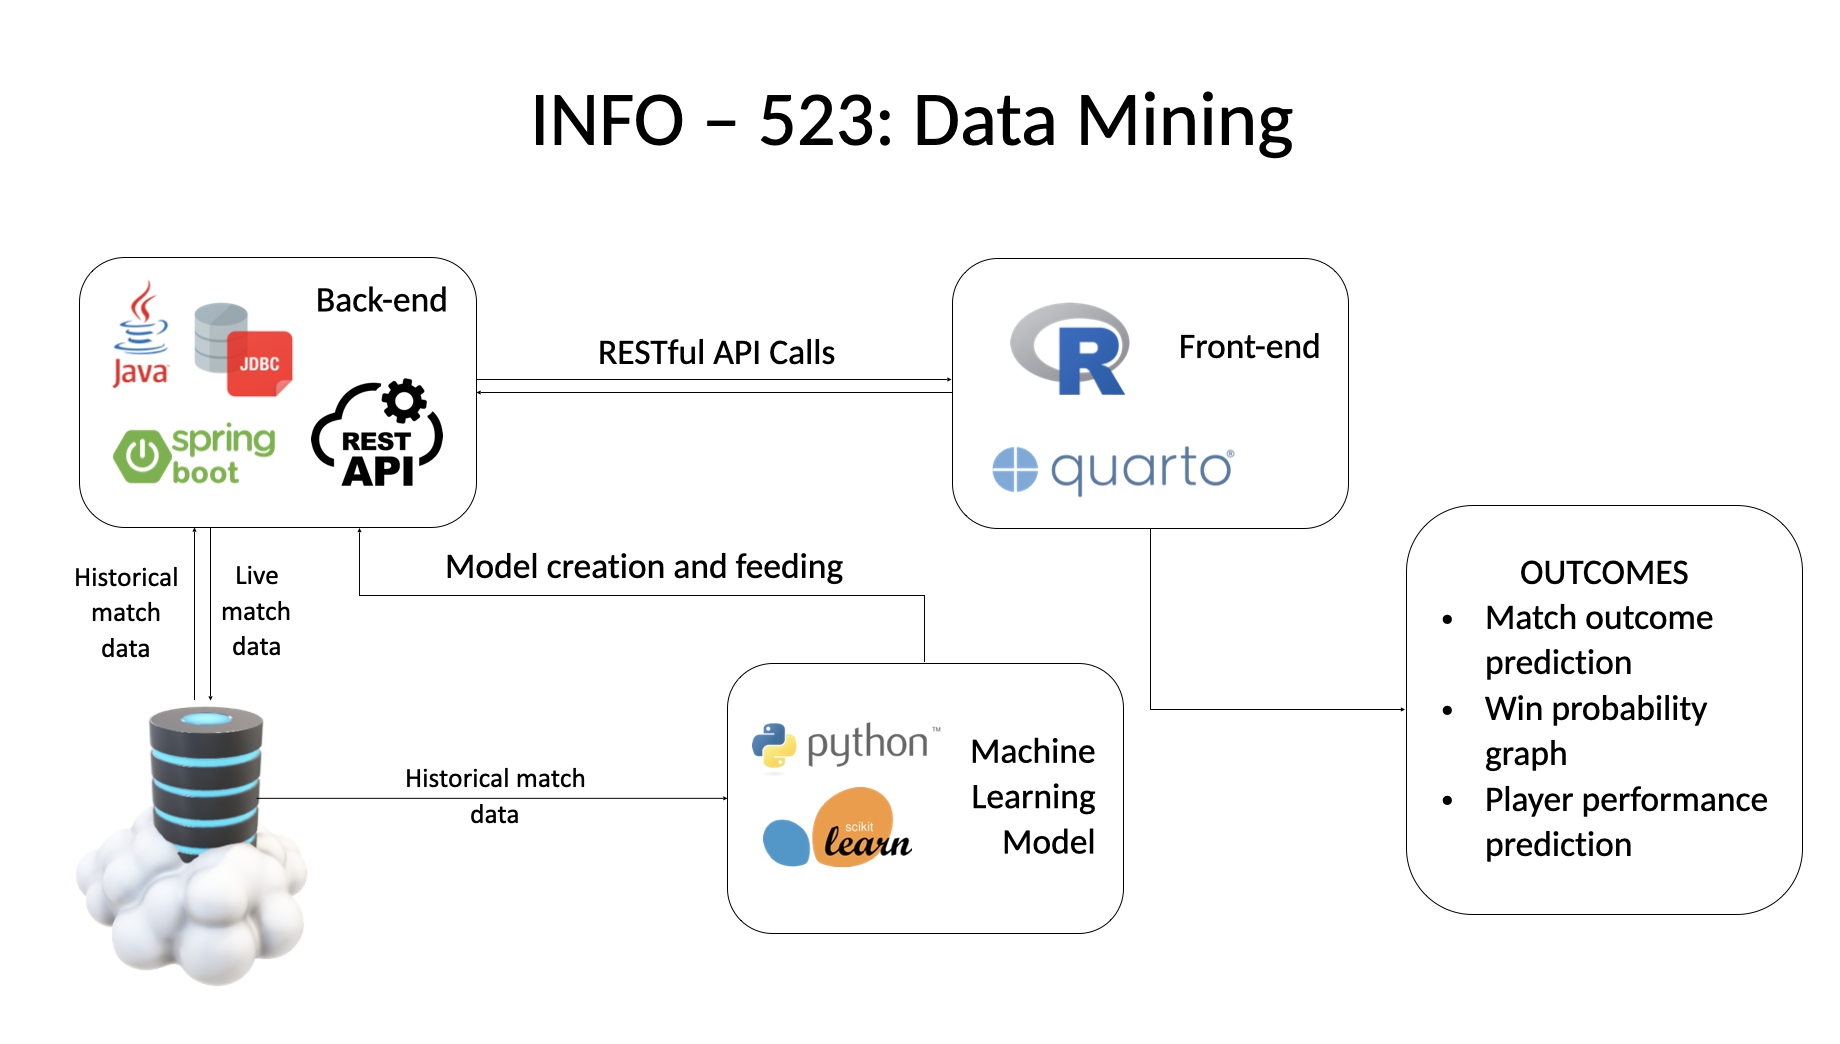 INFO – 523: Data Mining
Back-end
Java
JDBC
spring
boot
REST
API
RESTful API Calls
Front-end
R
quarto®
Historical
match
data
Live
match
data
Model creation and feeding
Historical match
data
python™
scikit
learn
Machine
Learning
Model
OUTCOMES
• Match outcome
prediction
• Win probability
graph
• Player performance
prediction